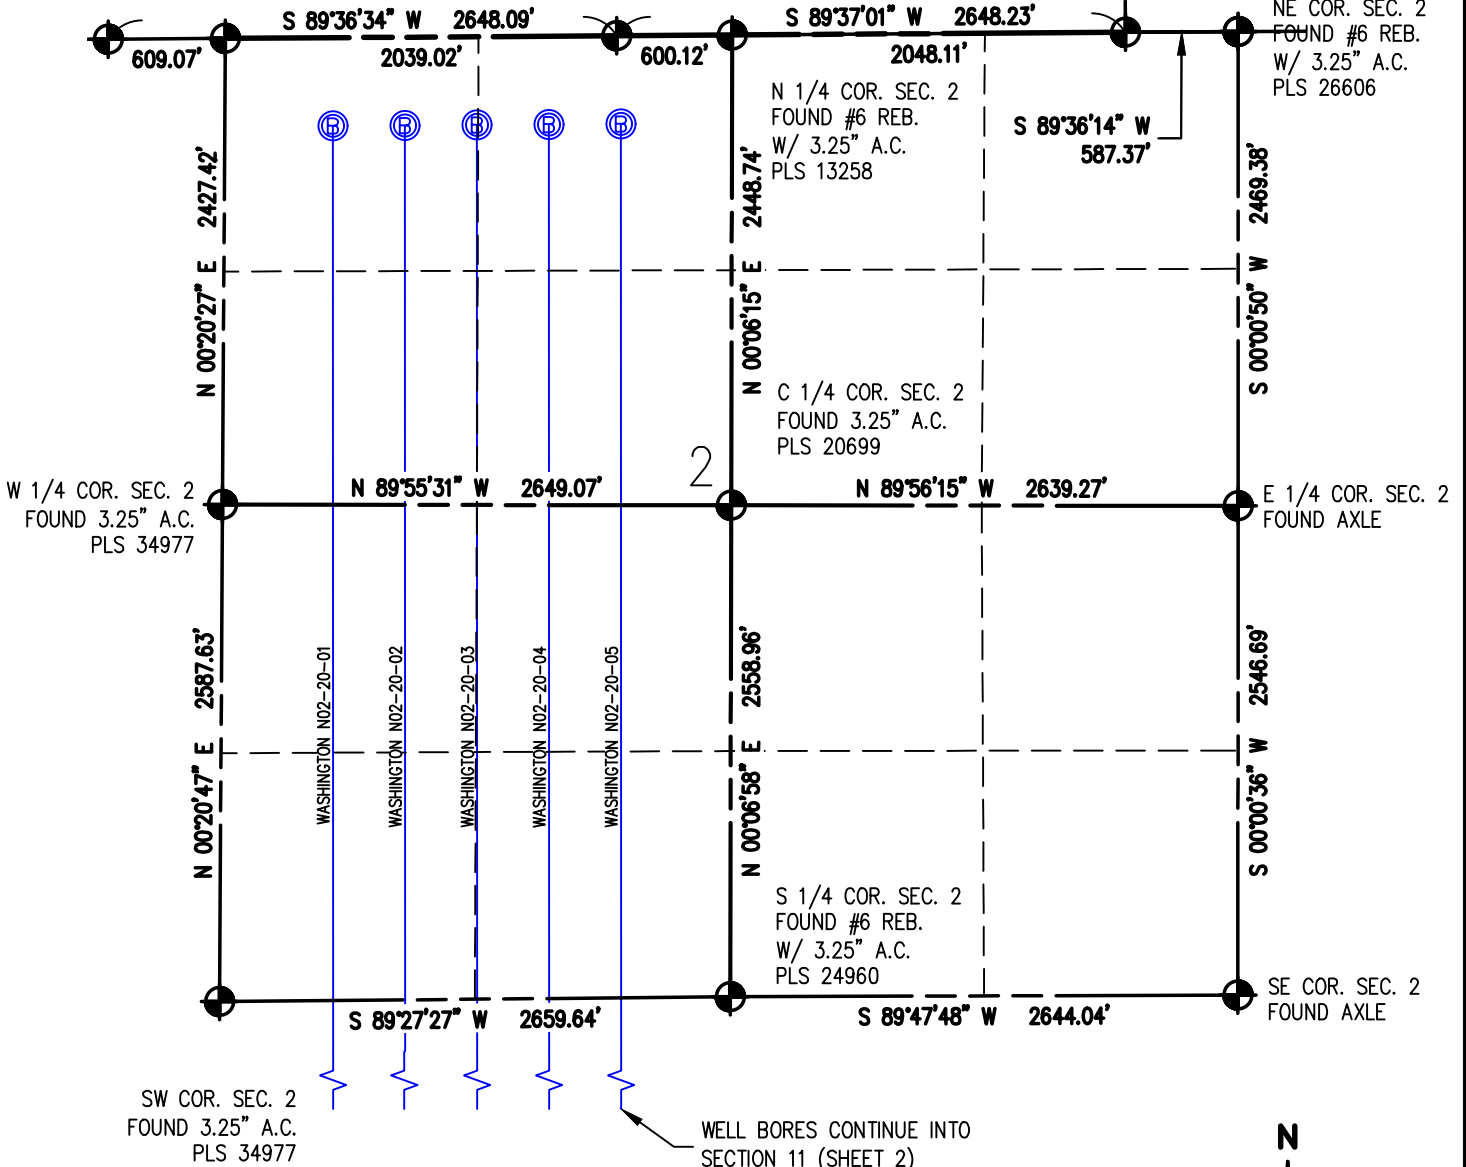 S 89°36'34" W 2648.09'
S 89°37'01" W 2648.23'
609.07'
2039.02'
600.12'
2048.11'
NE COR. SEC. 2
FOUND #6 REB.
W/ 3.25" A.C.
PLS 26606
N 1/4 COR. SEC. 2
FOUND #6 REB.
W/ 3.25" A.C.
PLS 13258
S 89°36'14" W
587.37'
B
B
B
B
B
N 00°20'27" E 2427.42'
N 00°06'15" E 2448.74'
S 00°00'50" W 2469.38'
C 1/4 COR. SEC. 2
FOUND 3.25" A.C.
PLS 20699
2
W 1/4 COR. SEC. 2
FOUND 3.25" A.C.
PLS 34977
N 89°55'31" W 2649.07'
N 89°56'15" W 2639.27'
E 1/4 COR. SEC. 2
FOUND AXLE
N 00°20'47" E 2587.63'
WASHINGTON N02-20-01
WASHINGTON N02-20-02
WASHINGTON N02-20-03
WASHINGTON N02-20-04
WASHINGTON N02-20-05
N 00°06'58" E 2558.96'
S 00°00'36" W 2546.69'
S 1/4 COR. SEC. 2
FOUND #6 REB.
W/ 3.25" A.C.
PLS 24960
SE COR. SEC. 2
FOUND AXLE
S 89°27'27" W 2659.64'
S 89°47'48" W 2644.04'
SW COR. SEC. 2
FOUND 3.25" A.C.
PLS 34977
WELL BORES CONTINUE INTO
SECTION 11 (SHEET 2)
N